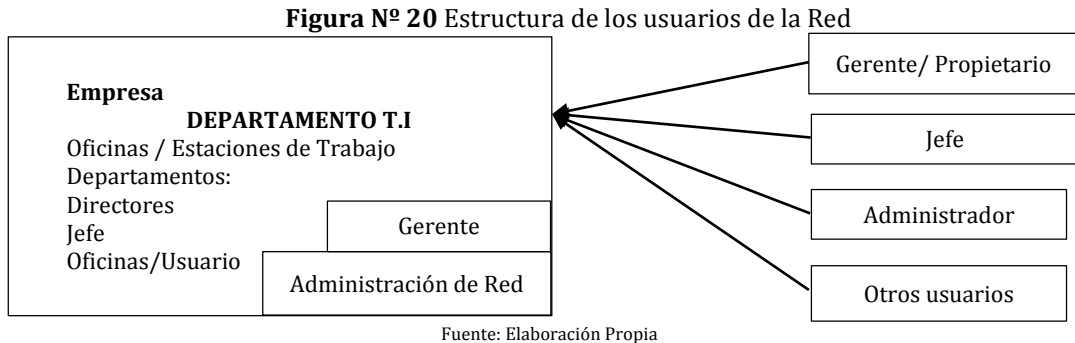 Figura Nº 20 Estructura de los usuarios de la Red
Empresa
DEPARTAMENTO T.I
Oficinas / Estaciones de Trabajo
Departamentos:
Directores
Jefe
Oficinas/Usuario
Gerente
Administración de Red
Gerente/ Propietario
Jefe
Administrador
Otros usuarios
Fuente: Elaboración Propia